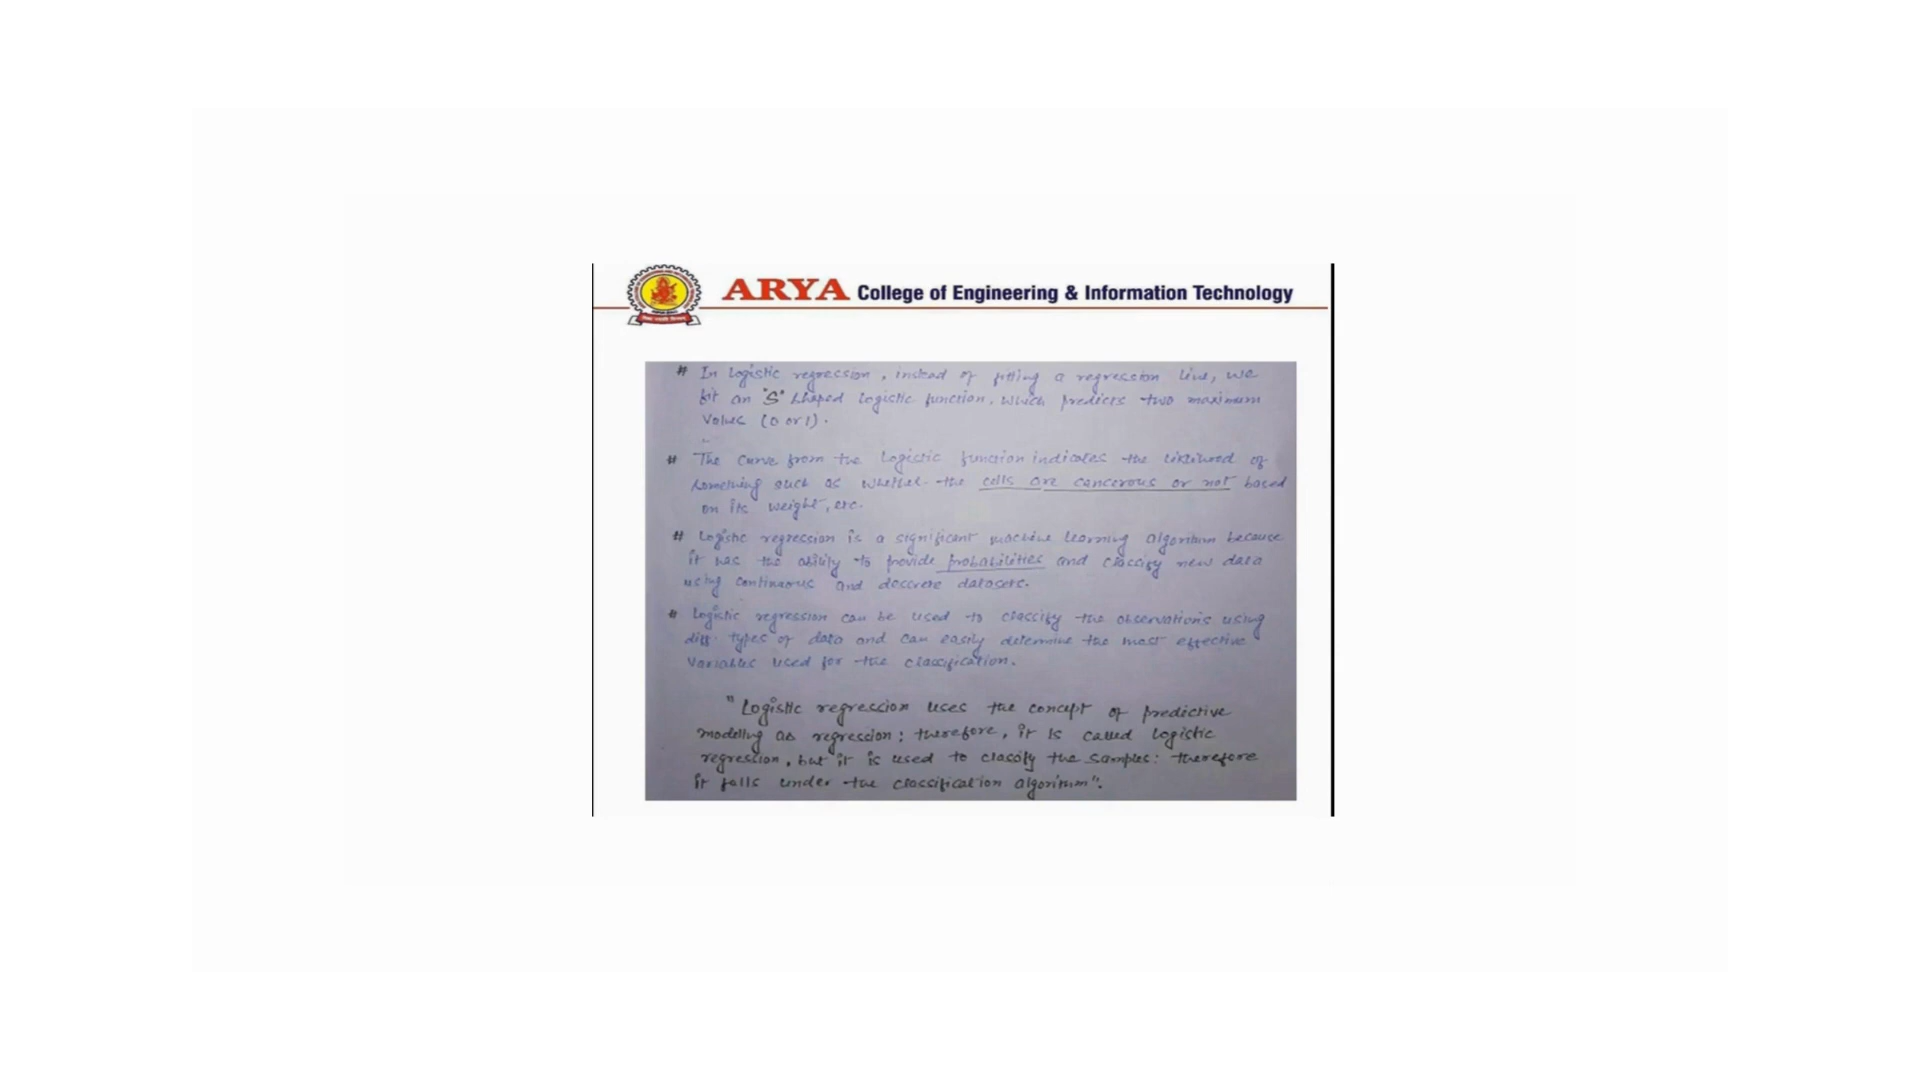 ARYA College of Engineering & Information Technology
# In Logistic regression, instead of fitting a regression line, we
fit an "S" shaped logistic function, which predicts two maximum
values (0 or 1).
# The curve from the logistic function indicates the likelihood of
something such as whether the cells are cancerous or not based
on its weight, etc.
# Logistic regression is a significant machine learning algorithm because
it has the ability to provide probabilities and classify new data
using continuous and descrete datasets.
# Logistic regression can be used to classify the observations using
diff. types of data and can easily determine the most effective
variables used for the classification.
"Logistic regression uses the concept of predictive
modelling as regression; therefore, it is called logistic
regression, but it is used to classify the samples: therefore
it falls under the classification algorithm".